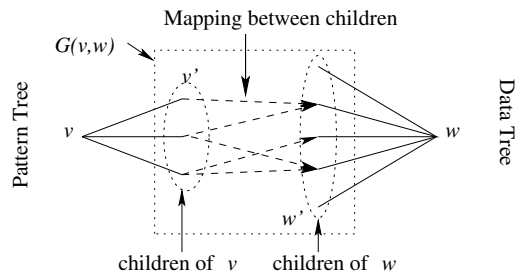 Mapping between children
G(v,w)
v'
Pattern Tree
v
w
Data Tree
w'
children of v
children of w